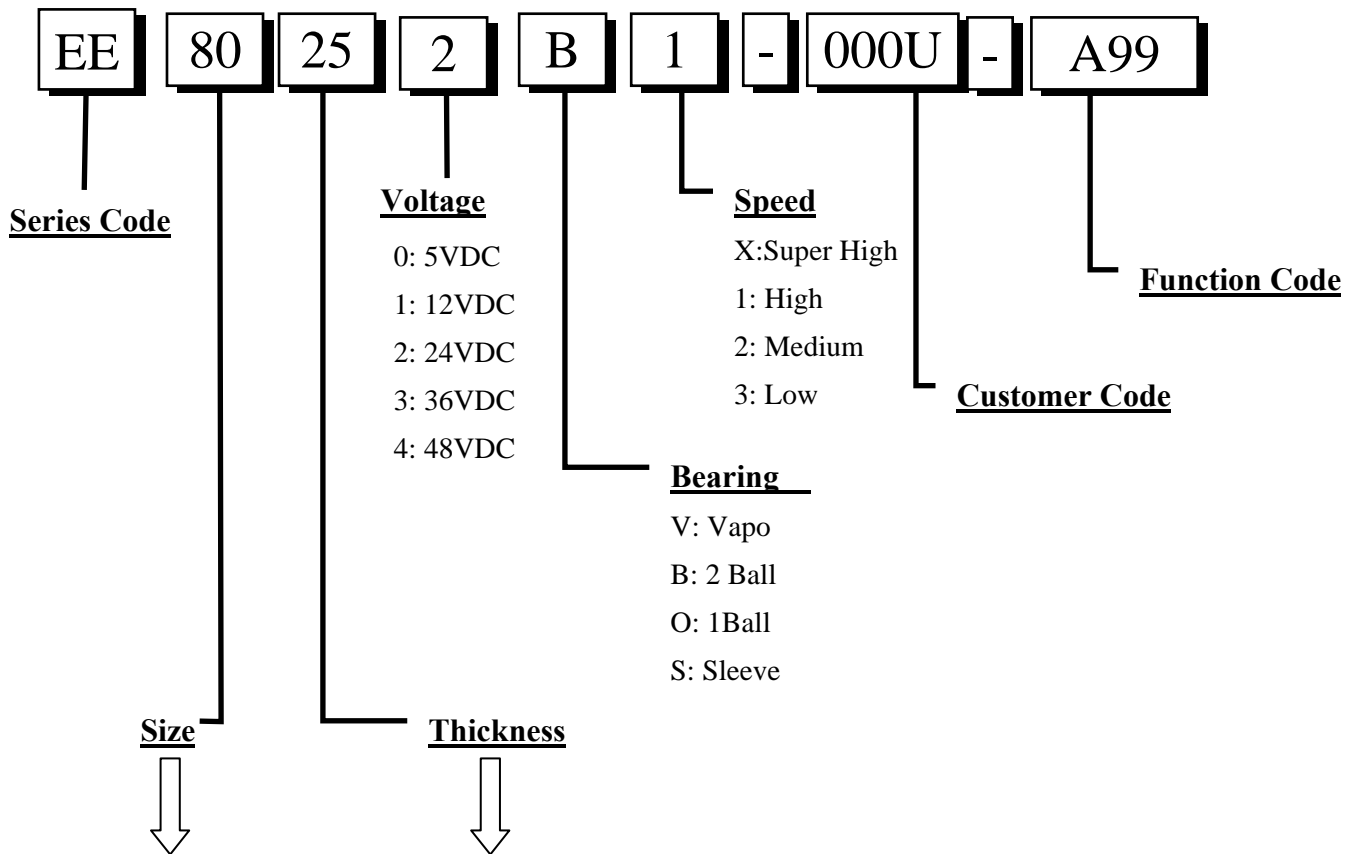 EE 80 25 2 B 1 - 000U - A99
Series Code
Voltage
0: 5VDC
1: 12VDC
2: 24VDC
3: 36VDC
4: 48VDC
Speed
X:Super High
1: High
2: Medium
3: Low
Function Code
Customer Code
Bearing
V: Vapo
B: 2 Ball
O: 1Ball
S: Sleeve
Size
Thickness